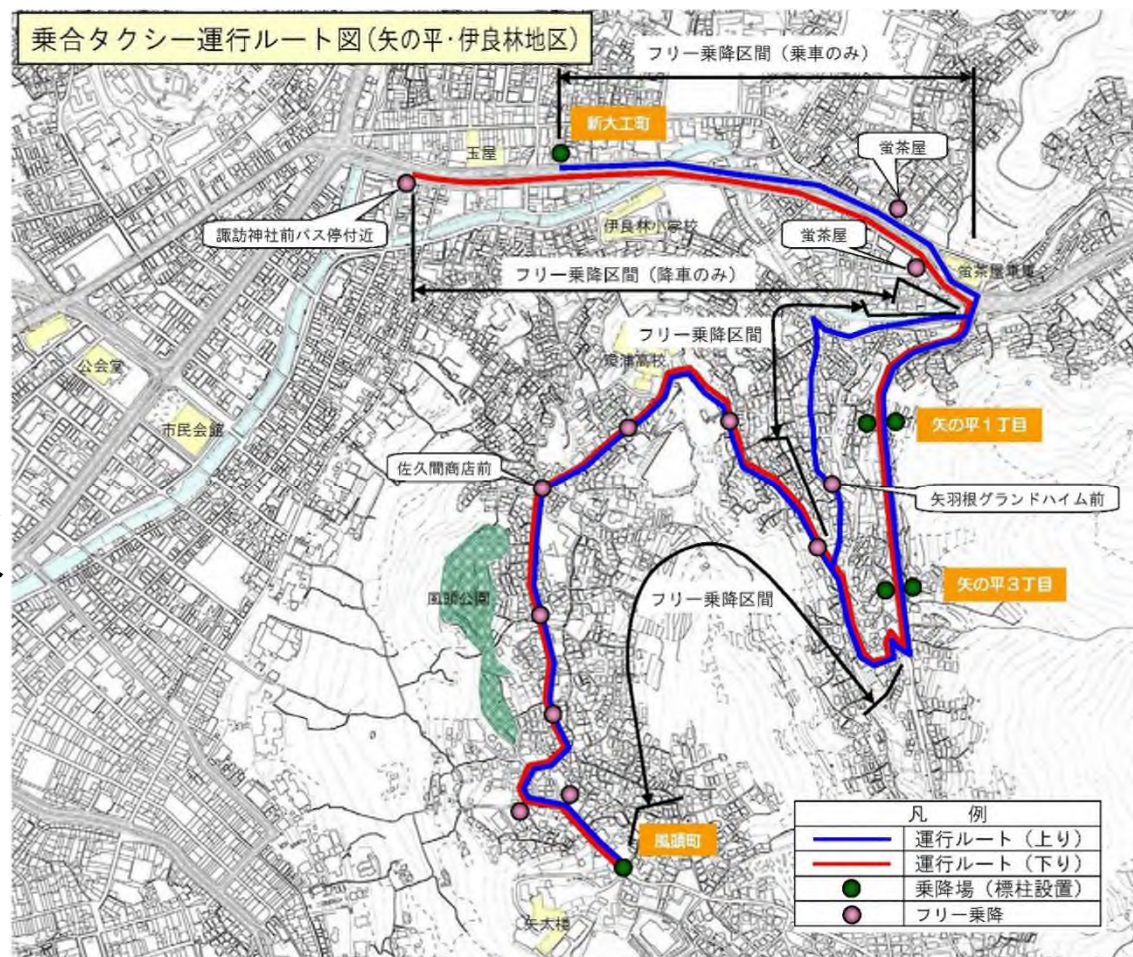 乗合タクシー運行ルート図(矢の平・伊良林地区)
フリー乗降区間（乗車のみ）
新大工町
玉屋
蛍茶屋
諏訪神社前バス停付近
伊良林小学校
蛍茶屋
フリー乗降区間（降車のみ）
蛍茶屋車庫
フリー乗降区間
瓊浦高校
公会堂
市民会館
矢の平１丁目
佐久間商店前
矢羽根グランドハイム前
風頭公園
フリー乗降区間
矢の平３丁目
風頭町
矢太楼
凡　例
運行ルート（上り）
運行ルート（下り）
乗降場（標柱設置）
フリー乗降